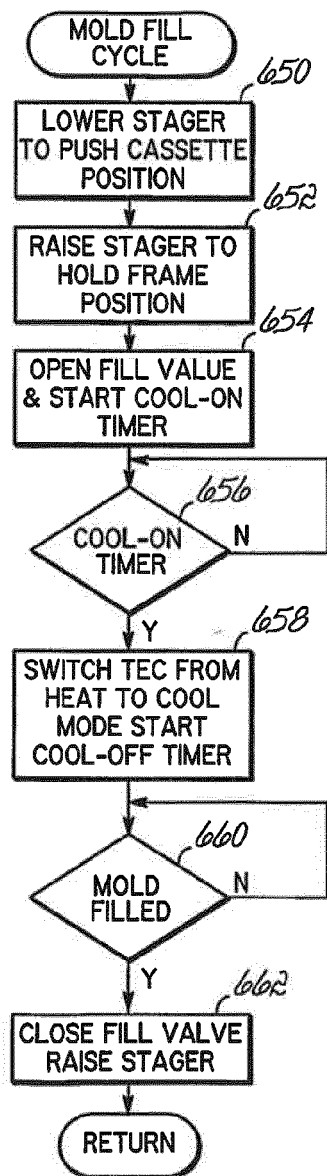 MOLD FILL
CYCLE
650
LOWER STAGER
TO PUSH CASSETTE
POSITION
652
RAISE STAGER TO
HOLD FRAME
POSITION
654
OPEN FILL VALUE
& START COOL-ON
TIMER
656
COOL-ON
TIMER
N
Y
658
SWITCH TEC FROM
HEAT TO COOL
MODE START
COOL-OFF TIMER
660
MOLD
FILLED
N
Y
662
CLOSE FILL VALVE
RAISE STAGER
RETURN